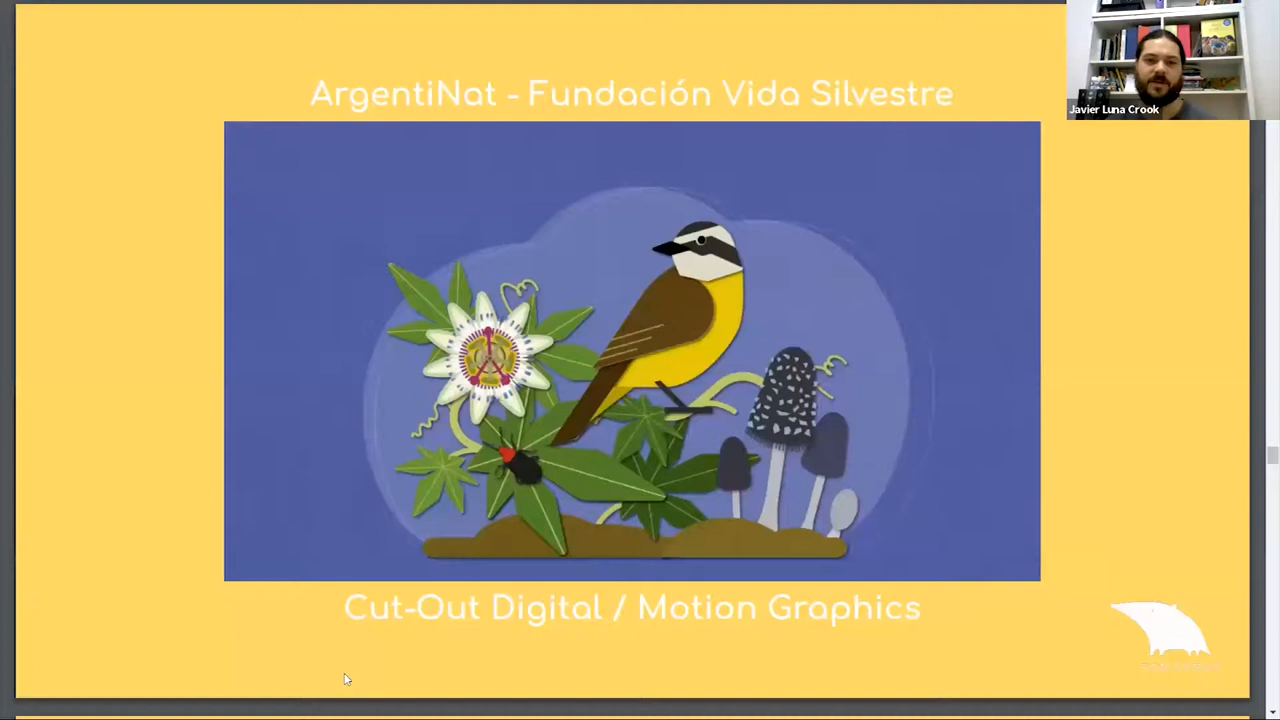 ArgentiNat - Fundación Vida Silvestre
Javier Luna Crook
Cut-Out Digital / Motion Graphics